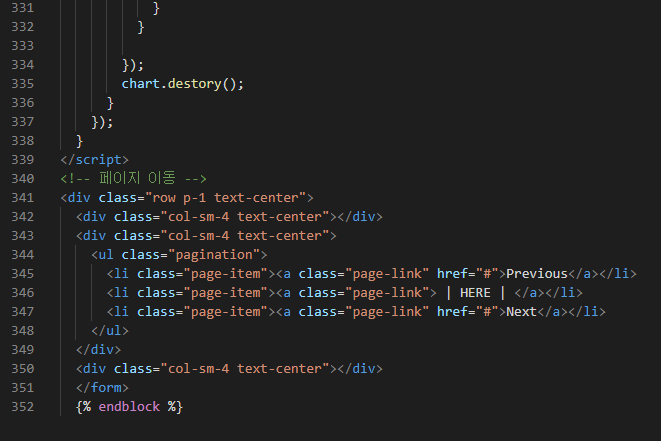 331 }
332 }
333
334 });
335 chart.destory();
336 }
337 });
338 }
339 </script>
340 <!-- 페이지 이동 -->
341 <div class="row p-1 text-center">
342 <div class="col-sm-4 text-center"></div>
343 <div class="col-sm-4 text-center">
344 <ul class="pagination">
345 <li class="page-item"><a class="page-link" href="#">Previous</a></li>
346 <li class="page-item"><a class="page-link"> | HERE | </a></li>
347 <li class="page-item"><a class="page-link" href="#">Next</a></li>
348 </ul>
349 </div>
350 <div class="col-sm-4 text-center"></div>
351 </form>
352 {% endblock %}